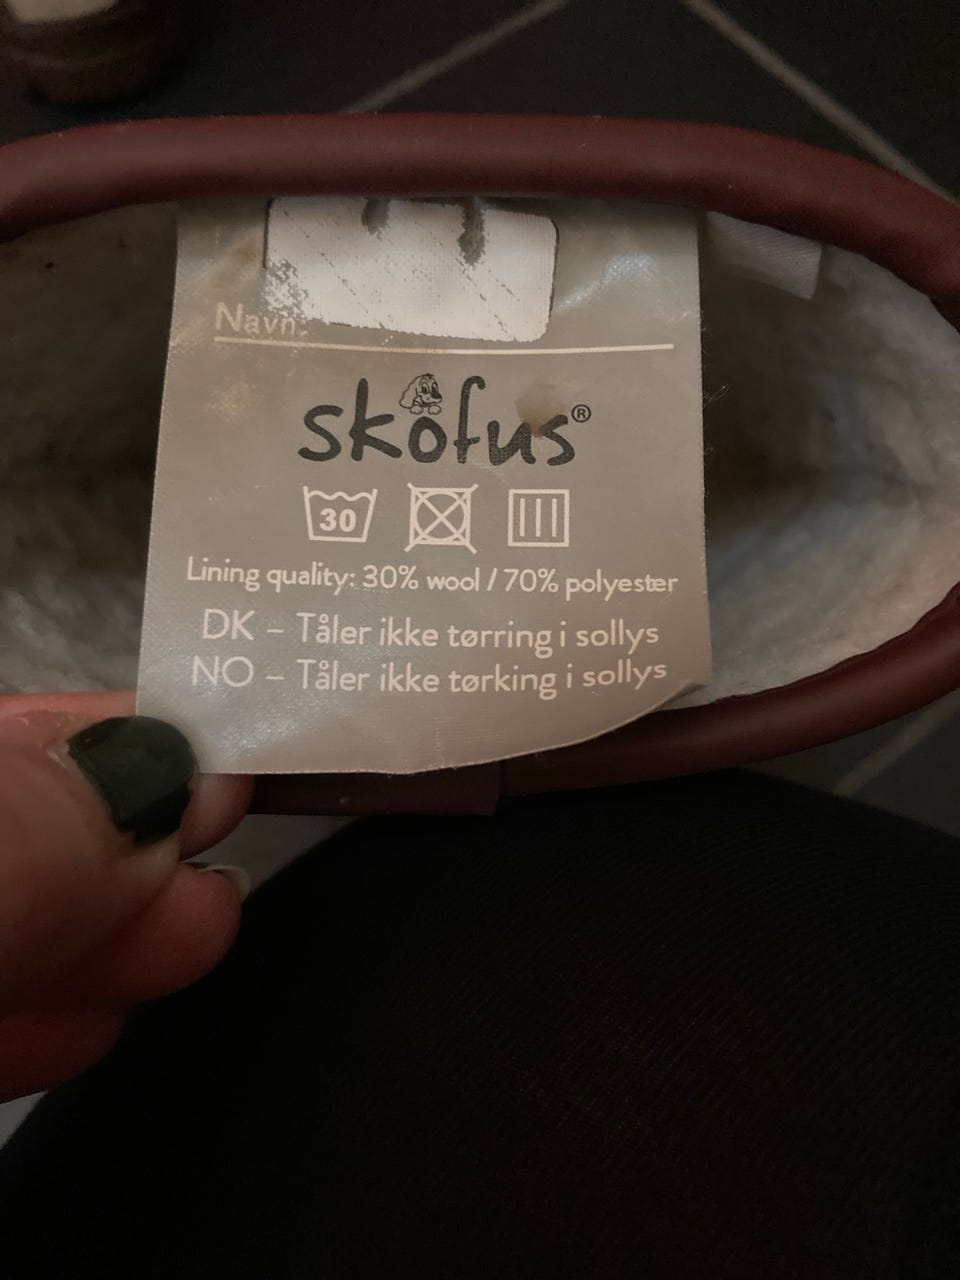 Navn:
skofus®
30
Lining quality: 30% wool / 70% polyester
DK – Tåler ikke tørring i sollys
NO – Tåler ikke tørking i sollys